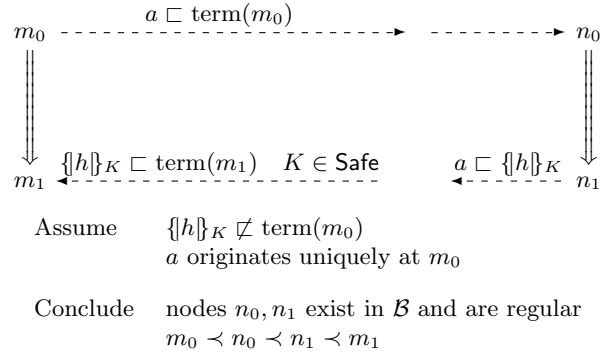 m₀ a ⊏ term(m₀) n₀
m₁ {|h|}_K ⊏ term(m₁) K ∈ Safe a ⊏ {|h|}_K n₁
Assume {|h|}_K ⊏̸ term(m₀)
a originates uniquely at m₀
Conclude nodes n₀, n₁ exist in ℬ and are regular
m₀ ≺ n₀ ≺ n₁ ≺ m₁